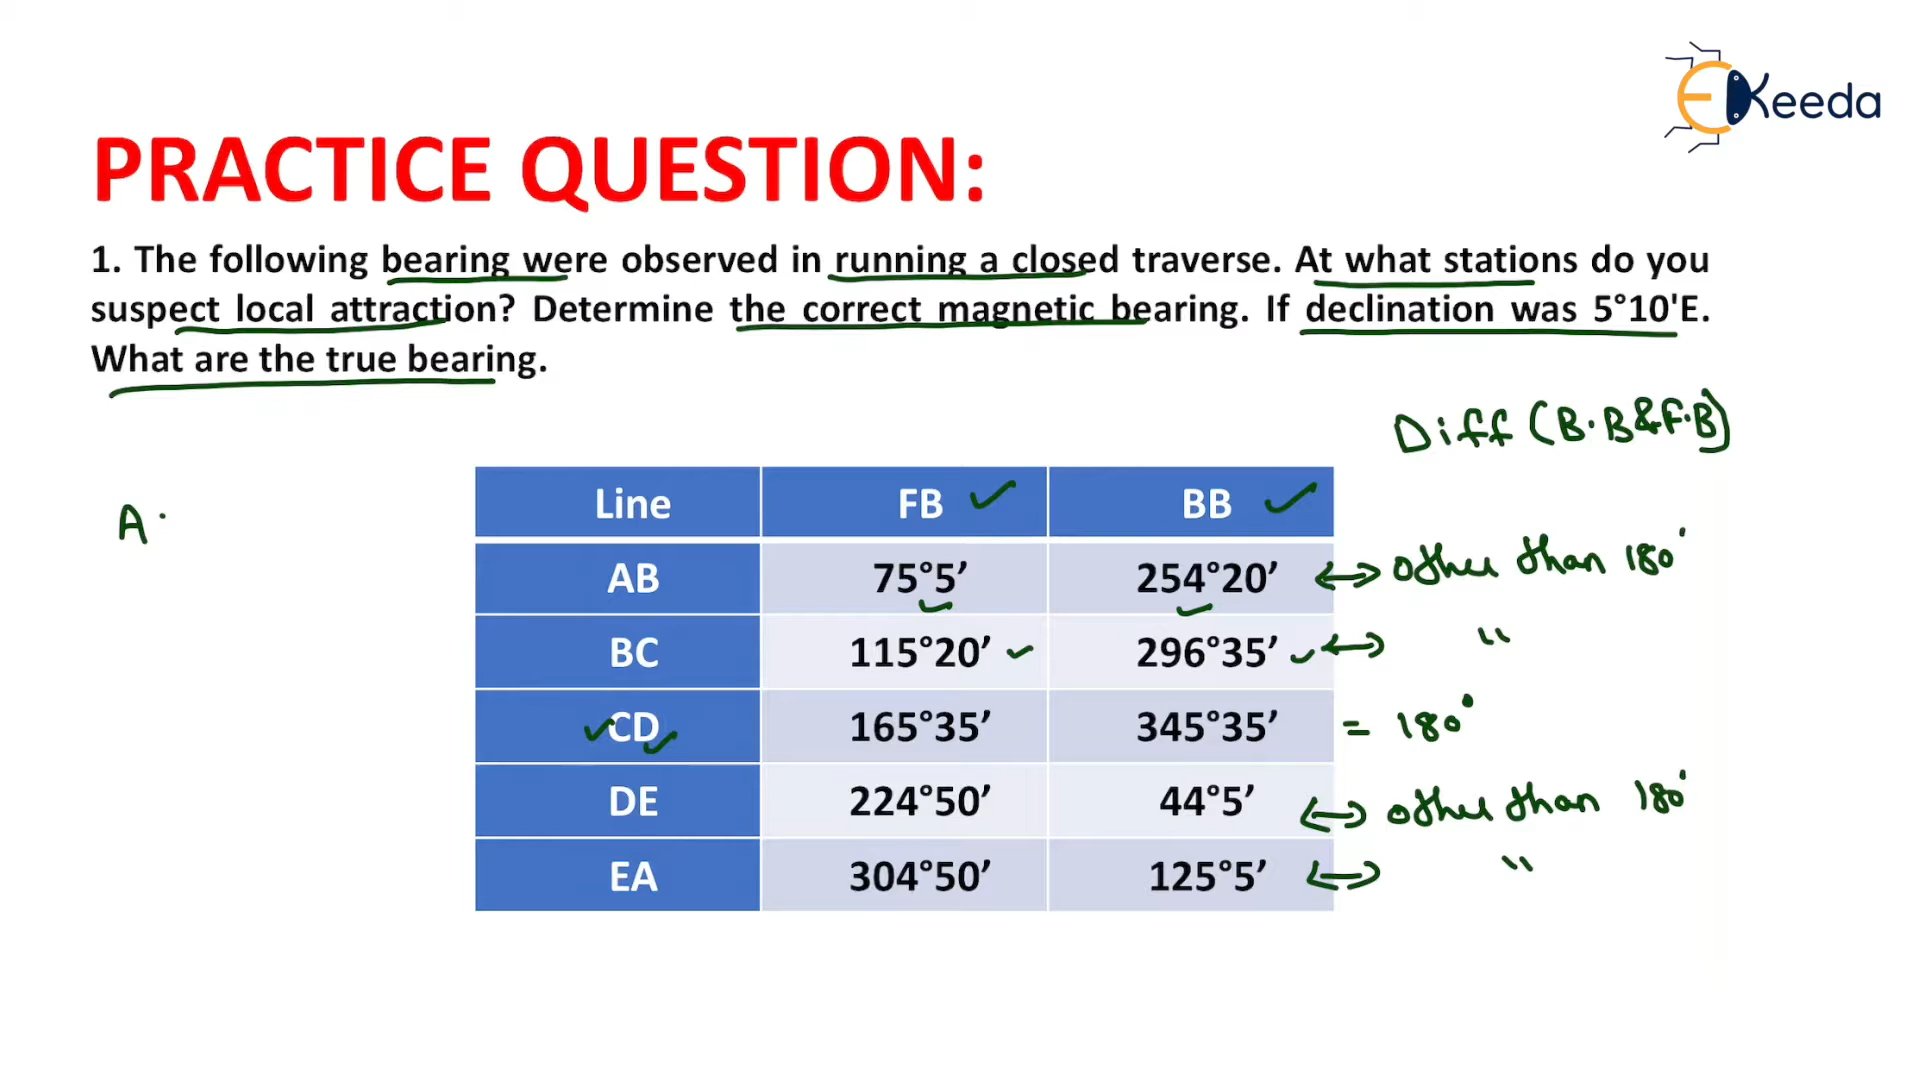 EKeeda
PRACTICE QUESTION:
1. The following bearing were observed in running a closed traverse. At what stations do you
suspect local attraction? Determine the correct magnetic bearing. If declination was 5°10'E.
What are the true bearing.
Diff (B.B & F.B)
A.
Line FB BB
AB 75°5’ 254°20’ other than 180°
BC 115°20’ 296°35’ "
CD 165°35’ 345°35’ = 180°
DE 224°50’ 44°5’ other than 180°
EA 304°50’ 125°5’ "